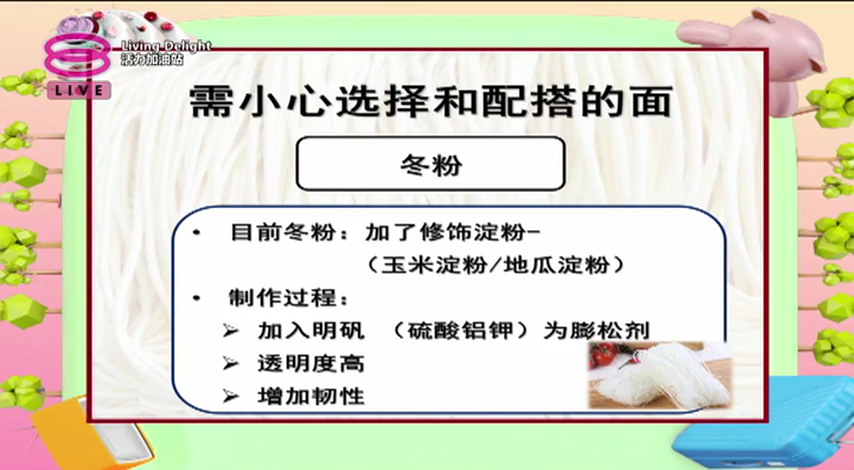 Living Delight
活力加油站
LIVE
需小心选择和配搭的面
冬粉
• 目前冬粉：加了修饰淀粉-
（玉米淀粉/地瓜淀粉）
• 制作过程：
➢ 加入明矾 （硫酸铝钾）为膨松剂
➢ 透明度高
➢ 增加韧性